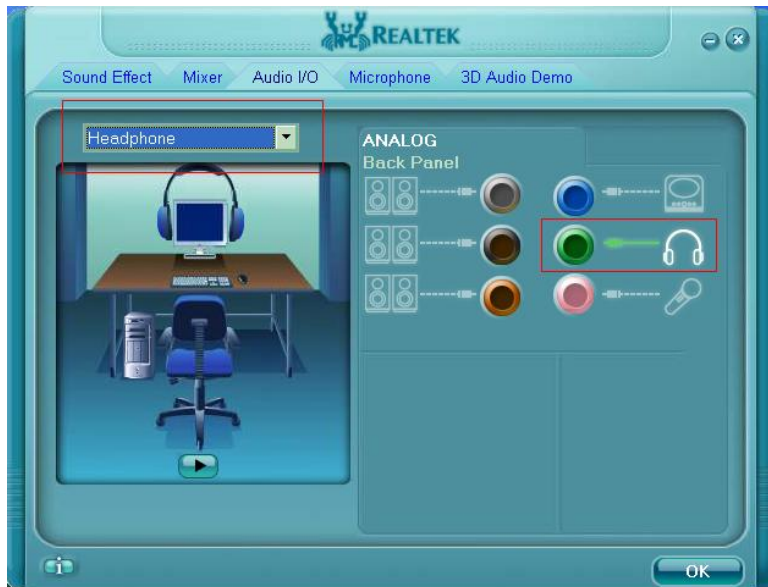 REALTEK
Sound Effect Mixer Audio I/O Microphone 3D Audio Demo
Headphone
ANALOG
Back Panel
OK